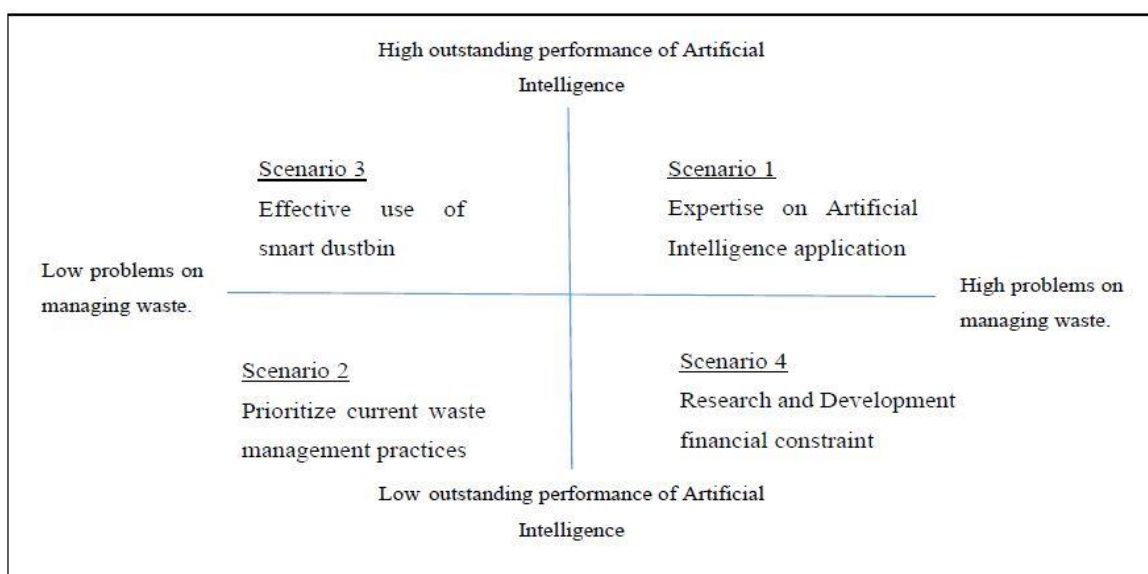 High outstanding performance of Artificial
Intelligence
Scenario 3
Effective use of
smart dustbin
Scenario 1
Expertise on Artificial
Intelligence application
Low problems on
managing waste.
High problems on
managing waste.
Scenario 2
Prioritize current waste
management practices
Scenario 4
Research and Development
financial constraint
Low outstanding performance of Artificial
Intelligence